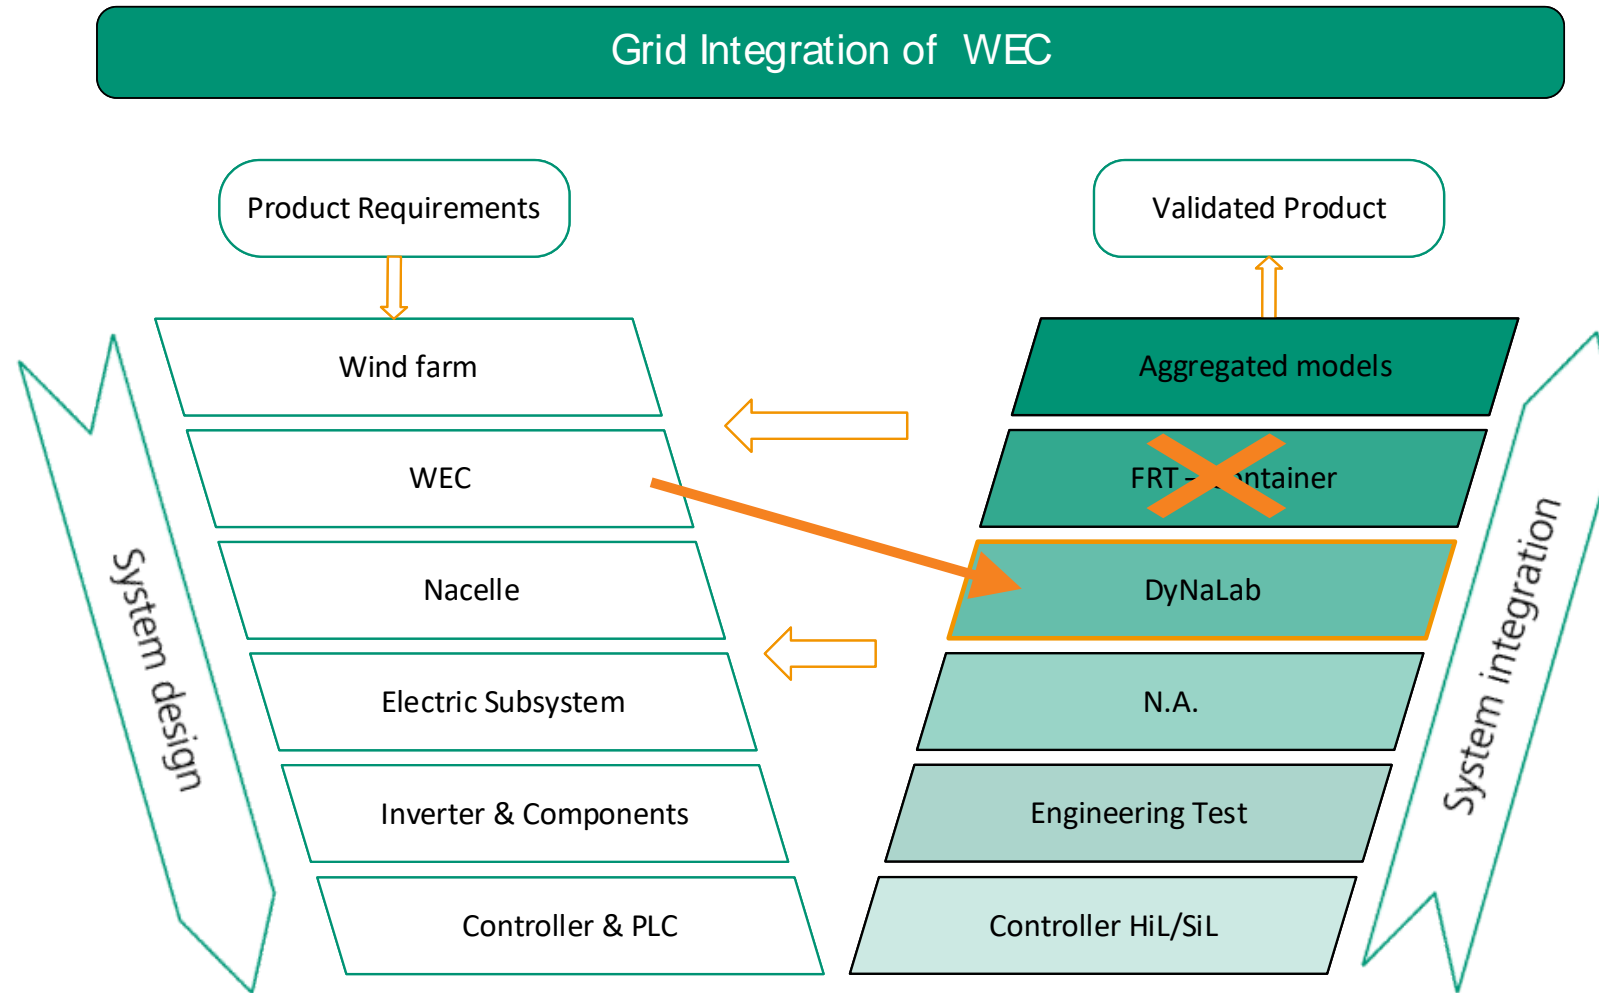 Grid Integration of WEC
Product Requirements
Validated Product
Wind farm
Aggregated models
WEC
FRT – Container
Nacelle
DyNaLab
Electric Subsystem
N.A.
Inverter & Components
Engineering Test
Controller & PLC
Controller HiL/SiL
System design
System integration